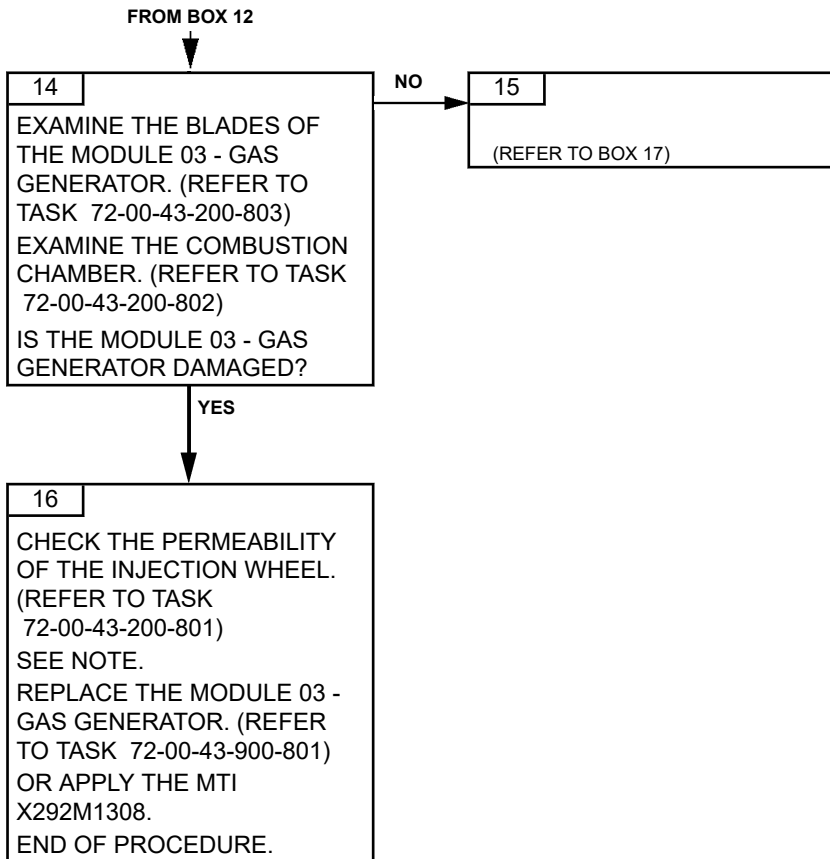 FROM BOX 12
14
EXAMINE THE BLADES OF
THE MODULE 03 - GAS
GENERATOR. (REFER TO
TASK 72-00-43-200-803)
EXAMINE THE COMBUSTION
CHAMBER. (REFER TO TASK
72-00-43-200-802)
IS THE MODULE 03 - GAS
GENERATOR DAMAGED?
NO
15
(REFER TO BOX 17)
YES
16
CHECK THE PERMEABILITY
OF THE INJECTION WHEEL.
(REFER TO TASK
72-00-43-200-801)
SEE NOTE.
REPLACE THE MODULE 03 -
GAS GENERATOR. (REFER
TO TASK 72-00-43-900-801)
OR APPLY THE MTI
X292M1308.
END OF PROCEDURE.